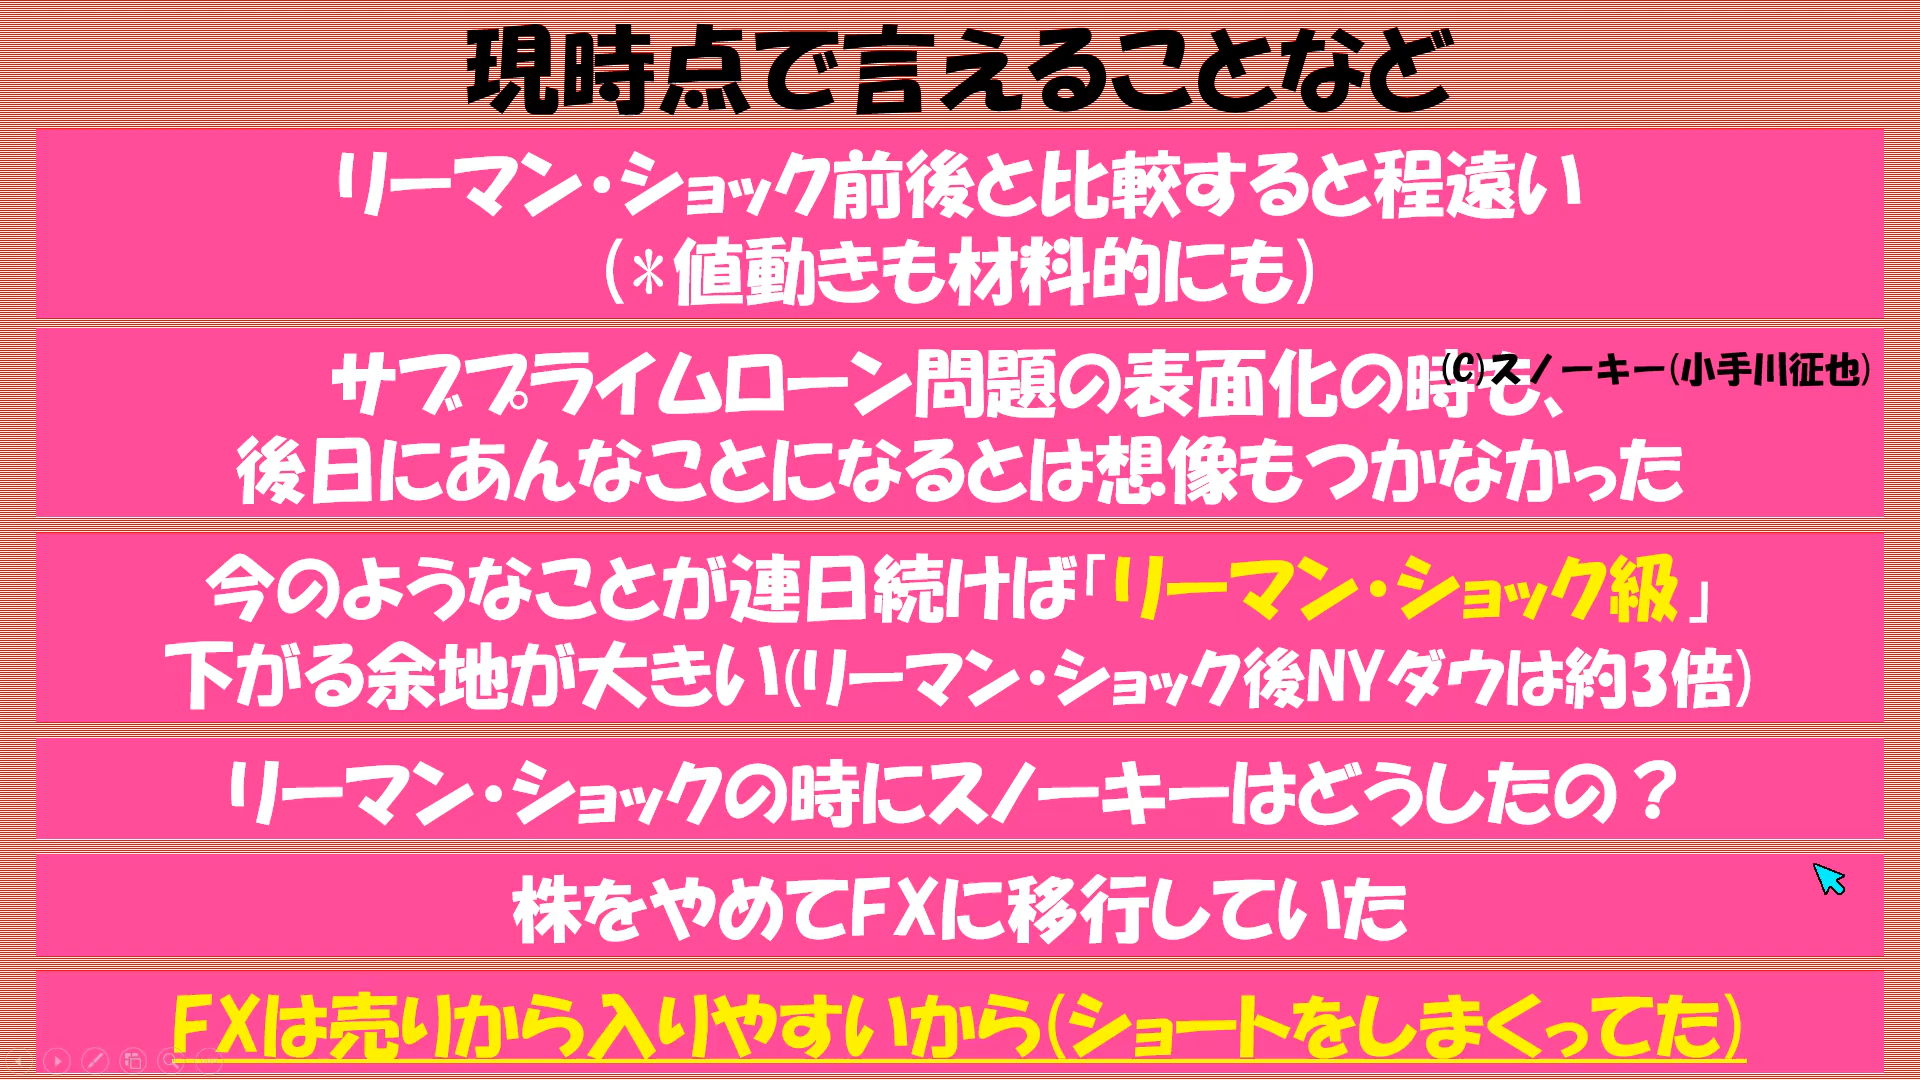 現時点で言えることなど
リーマン・ショック前後と比較すると程遠い
(＊値動きも材料的にも)
サブプライムローン問題の表面化の時も、
(C)スノーキー(小手川征也)
後日にあんなことになるとは想像もつかなかった
今のようなことが連日続けば「リーマン・ショック級」
下がる余地が大きい(リーマン・ショック後NYダウは約3倍)
リーマン・ショックの時にスノーキーはどうしたの？
株をやめてFXに移行していた
FXは売りから入りやすいから(ショートをしまくってた)